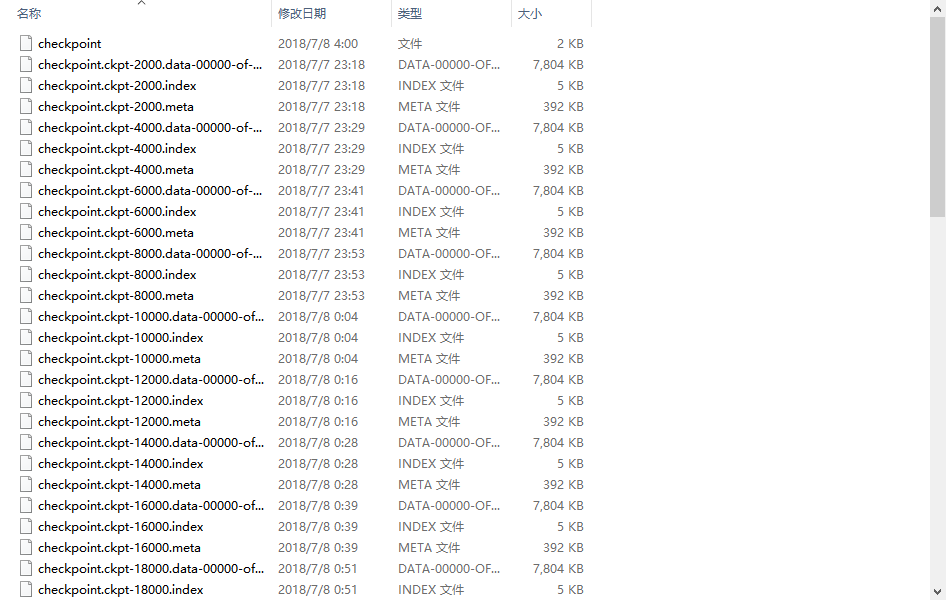 名称 修改日期 类型 大小
checkpoint 2018/7/8 4:00 文件 2 KB
checkpoint.ckpt-2000.data-00000-of-... 2018/7/7 23:18 DATA-00000-OF... 7,804 KB
checkpoint.ckpt-2000.index 2018/7/7 23:18 INDEX 文件 5 KB
checkpoint.ckpt-2000.meta 2018/7/7 23:18 META 文件 392 KB
checkpoint.ckpt-4000.data-00000-of-... 2018/7/7 23:29 DATA-00000-OF... 7,804 KB
checkpoint.ckpt-4000.index 2018/7/7 23:29 INDEX 文件 5 KB
checkpoint.ckpt-4000.meta 2018/7/7 23:29 META 文件 392 KB
checkpoint.ckpt-6000.data-00000-of-... 2018/7/7 23:41 DATA-00000-OF... 7,804 KB
checkpoint.ckpt-6000.index 2018/7/7 23:41 INDEX 文件 5 KB
checkpoint.ckpt-6000.meta 2018/7/7 23:41 META 文件 392 KB
checkpoint.ckpt-8000.data-00000-of-... 2018/7/7 23:53 DATA-00000-OF... 7,804 KB
checkpoint.ckpt-8000.index 2018/7/7 23:53 INDEX 文件 5 KB
checkpoint.ckpt-8000.meta 2018/7/7 23:53 META 文件 392 KB
checkpoint.ckpt-10000.data-00000-of... 2018/7/8 0:04 DATA-00000-OF... 7,804 KB
checkpoint.ckpt-10000.index 2018/7/8 0:04 INDEX 文件 5 KB
checkpoint.ckpt-10000.meta 2018/7/8 0:04 META 文件 392 KB
checkpoint.ckpt-12000.data-00000-of... 2018/7/8 0:16 DATA-00000-OF... 7,804 KB
checkpoint.ckpt-12000.index 2018/7/8 0:16 INDEX 文件 5 KB
checkpoint.ckpt-12000.meta 2018/7/8 0:16 META 文件 392 KB
checkpoint.ckpt-14000.data-00000-of... 2018/7/8 0:28 DATA-00000-OF... 7,804 KB
checkpoint.ckpt-14000.index 2018/7/8 0:28 INDEX 文件 5 KB
checkpoint.ckpt-14000.meta 2018/7/8 0:28 META 文件 392 KB
checkpoint.ckpt-16000.data-00000-of... 2018/7/8 0:39 DATA-00000-OF... 7,804 KB
checkpoint.ckpt-16000.index 2018/7/8 0:39 INDEX 文件 5 KB
checkpoint.ckpt-16000.meta 2018/7/8 0:39 META 文件 392 KB
checkpoint.ckpt-18000.data-00000-of... 2018/7/8 0:51 DATA-00000-OF... 7,804 KB
checkpoint.ckpt-18000.index 2018/7/8 0:51 INDEX 文件 5 KB